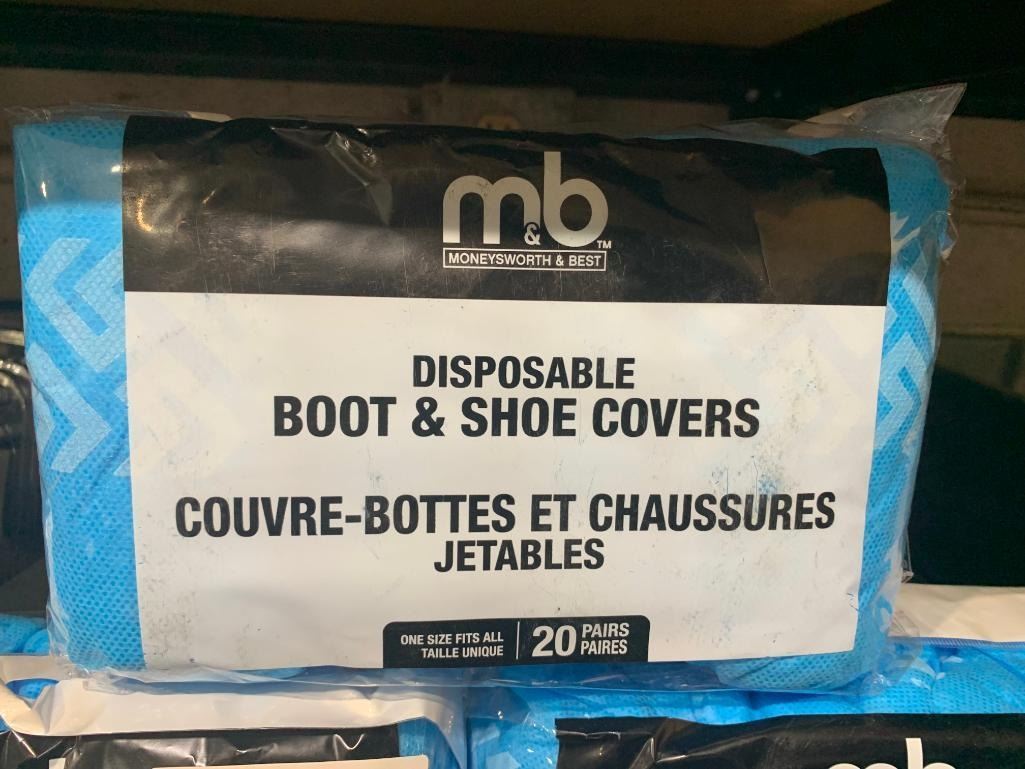 m&b™
MONEYSWORTH & BEST
DISPOSABLE
BOOT & SHOE COVERS
COUVRE-BOTTES ET CHAUSSURES
JETABLES
ONE SIZE FITS ALL
TAILLE UNIQUE
20 PAIRS
PAIRES